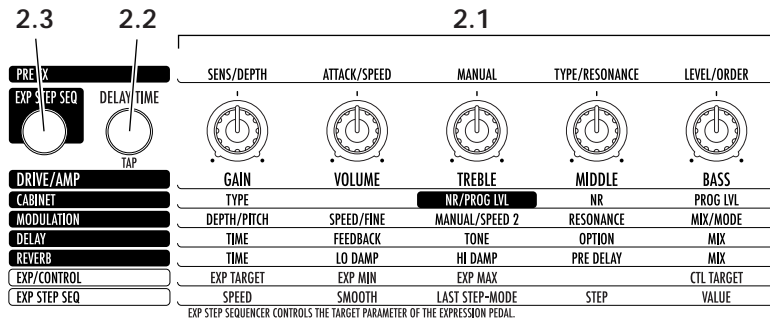 2.3 2.2 2.1
PRE FX SENS/DEPTH ATTACK/SPEED MANUAL TYPE/RESONANCE LEVEL/ORDER
EXP STEP SEQ DELAY TIME
TAP
DRIVE/AMP GAIN VOLUME TREBLE MIDDLE BASS
CABINET TYPE NR/PROG LVL NR PROG LVL
MODULATION DEPTH/PITCH SPEED/FINE MANUAL/SPEED 2 RESONANCE MIX/MODE
DELAY TIME FEEDBACK TONE OPTION MIX
REVERB TIME LO DAMP HI DAMP PRE DELAY MIX
EXP/CONTROL EXP TARGET EXP MIN EXP MAX CTL TARGET
EXP STEP SEQ SPEED SMOOTH LAST STEP-MODE STEP VALUE
EXP STEP SEQUENCER CONTROLS THE TARGET PARAMETER OF THE EXPRESSION PEDAL.